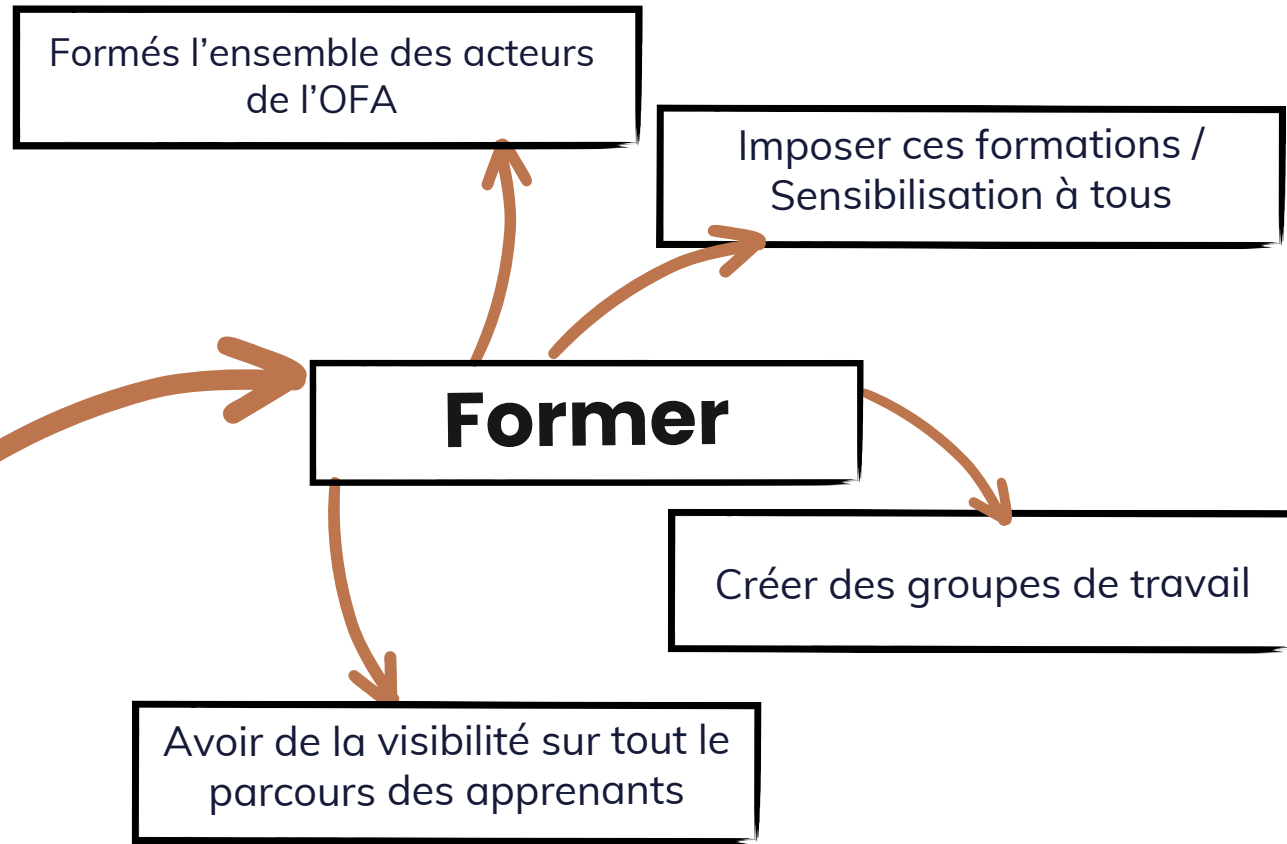 Formés l’ensemble des acteurs
de l’OFA
Imposer ces formations /
Sensibilisation à tous
Former
Créer des groupes de travail
Avoir de la visibilité sur tout le
parcours des apprenants